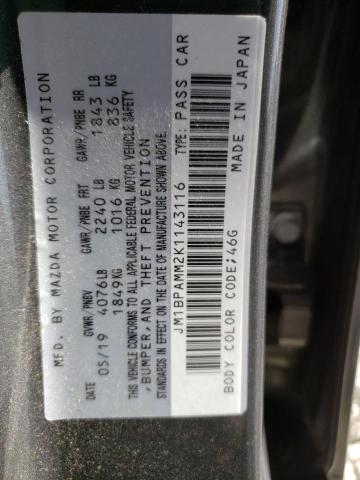 MFD. BY MAZDA MOTOR CORPORATION
GVWR/PNBV GAWR/PNBE FRT GAWR/PNBE RR
05/19 4076LB 2240 LB 1843 LB
1849KG 1016 KG 836 KG
THIS VEHICLE CONFORMS TO ALL APPLICABLE FEDERAL MOTOR VEHICLE SAFETY
,BUMPER,AND THEFT PREVENTION
STANDARDS IN EFFECT ON THE DATE OF MANUFACTURE SHOWN ABOVE.
JM1BPAMM2K1143116 TYPE: PASS CAR
BODY COLOR CODE;46G MADE IN JAPAN